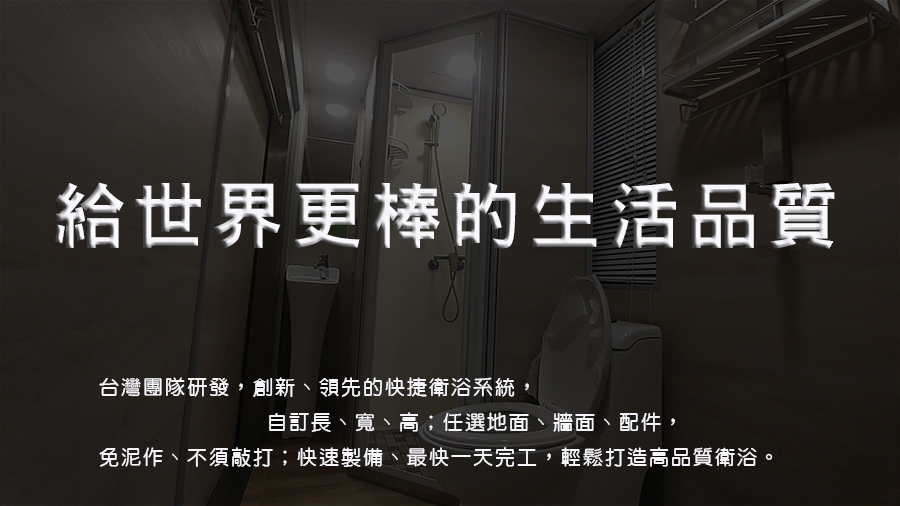 給世界更棒的生活品質
台灣團隊研發，創新、領先的快捷衛浴系統，
自訂長、寬、高；任選地面、牆面、配件，
免泥作、不須敲打；快速製備、最快一天完工，輕鬆打造高品質衛浴。